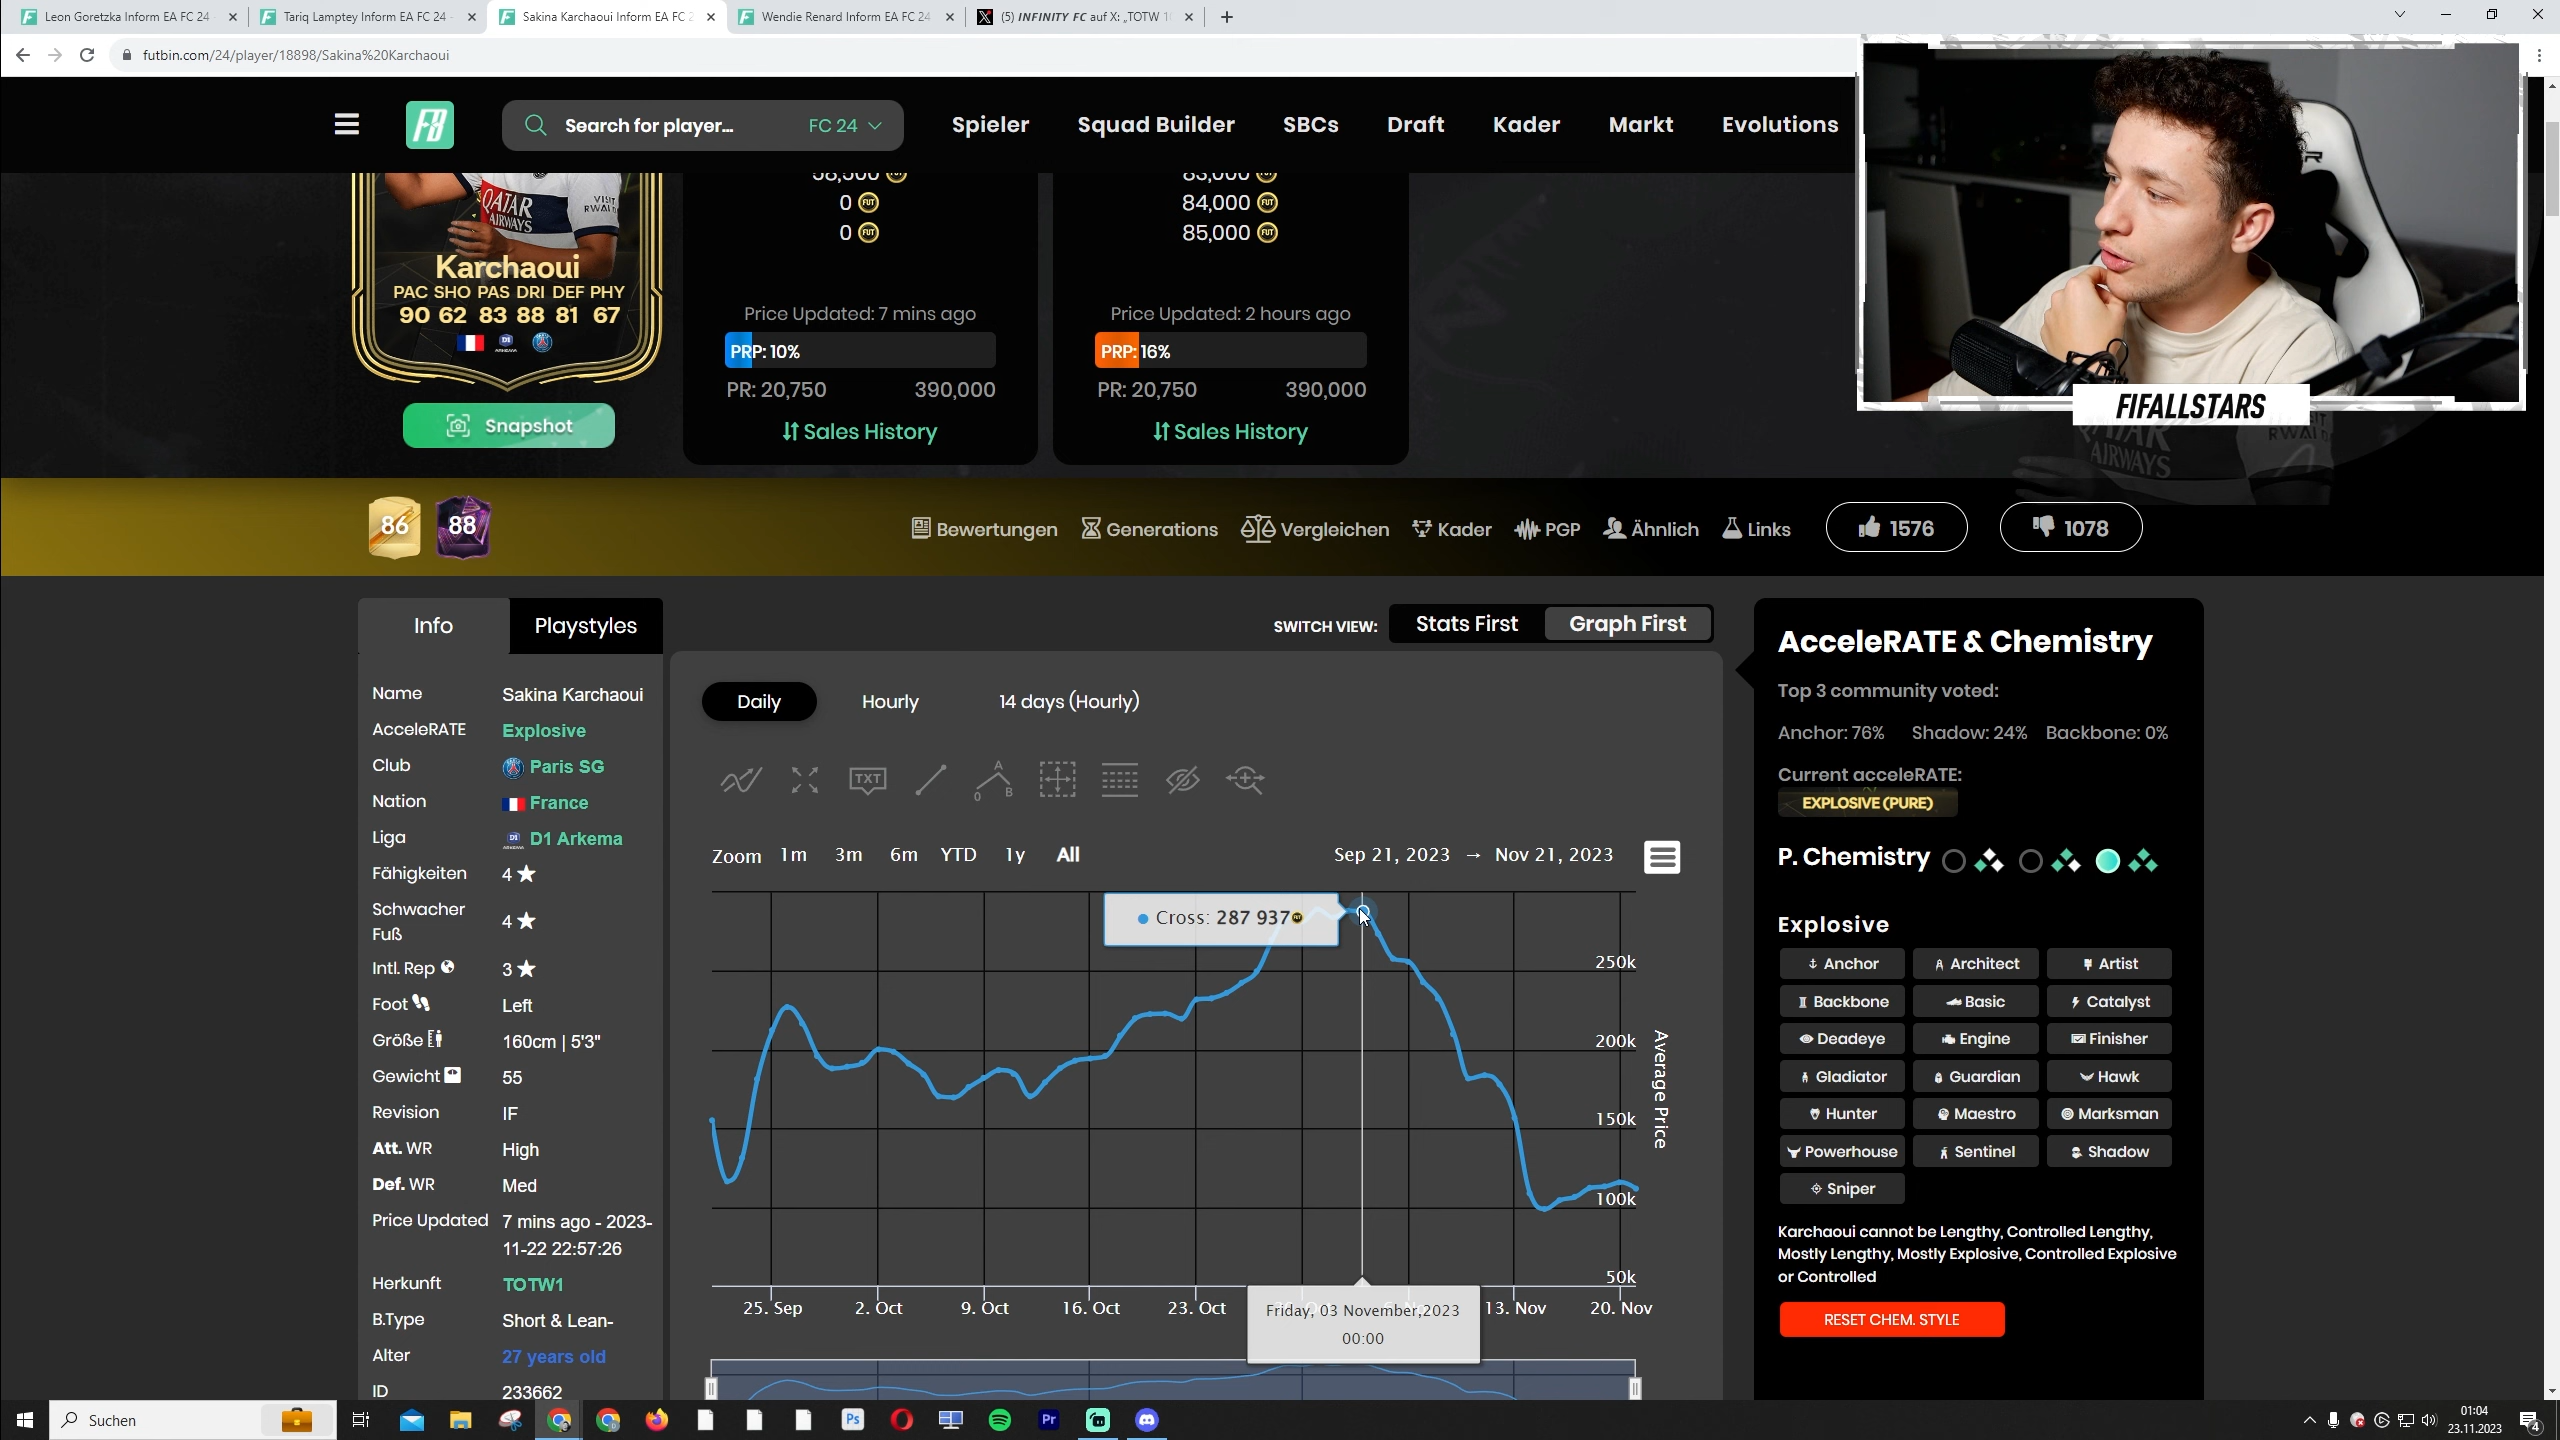 Leon Goretzka Inform EA FC 24
Tariq Lamptey Inform EA FC 24 -
Sakina Karchaoui Inform EA FC 2
Wendie Renard Inform EA FC 24
(5) INFINITY FC auf X: „TOTW 1
futbin.com/24/player/18898/Sakina%20Karchaoui
Search for player... FC 24
Spieler Squad Builder SBCs Draft Kader Markt Evolutions
FIFALLSTARS
QATAR AIRWAYS
Karchaoui
PAC SHO PAS DRI DEF PHY
90 62 83 88 81 67
Snapshot
58,500
0
0
Price Updated: 7 mins ago
PRP: 10%
PR: 20,750 390,000
Sales History
83,000
84,000
85,000
Price Updated: 2 hours ago
PRP: 16%
PR: 20,750 390,000
Sales History
86 88
Bewertungen Generations Vergleichen Kader PGP Ähnlich Links 1576 1078
Info Playstyles
SWITCH VIEW: Stats First Graph First
Name Sakina Karchaoui
AcceleRATE Explosive
Club Paris SG
Nation France
Liga D1 Arkema
Fähigkeiten 4
Schwacher Fuß 4
Intl. Rep 3
Foot Left
Größe 160cm | 5'3"
Gewicht 55
Revision IF
Att. WR High
Def. WR Med
Price Updated 7 mins ago - 2023-
11-22 22:57:26
Herkunft TOTW1
B.Type Short & Lean-
Alter 27 years old
ID 233662
Daily Hourly 14 days (Hourly)
TXT
A
0 B
Zoom 1m 3m 6m YTD 1y All
Sep 21, 2023 → Nov 21, 2023
Cross: 287 937
250k
200k
150k
100k
50k
Average Price
25. Sep 2. Oct 9. Oct 16. Oct 23. Oct 13. Nov 20. Nov
Friday, 03 November,2023
00:00
AcceleRATE & Chemistry
Top 3 community voted:
Anchor: 76% Shadow: 24% Backbone: 0%
Current acceleRATE:
EXPLOSIVE (PURE)
P. Chemistry
Explosive
Anchor Architect Artist
Backbone Basic Catalyst
Deadeye Engine Finisher
Gladiator Guardian Hawk
Hunter Maestro Marksman
Powerhouse Sentinel Shadow
Sniper
Karchaoui cannot be Lengthy, Controlled Lengthy,
Mostly Lengthy, Mostly Explosive, Controlled Explosive
or Controlled
RESET CHEM. STYLE
Suchen
Ps
Pr
01:04
23.11.2023
4